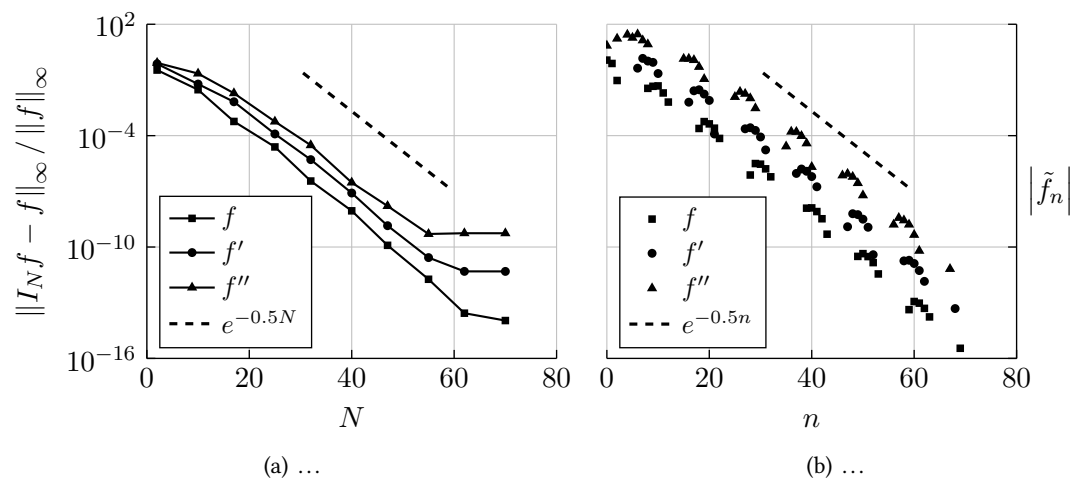 ‖I_N f − f‖_∞ / ‖f‖_∞
10^2
10^{−4}
10^{−10}
10^{−16}
f
f′
f″
e^{−0.5N}
0 20 40 60 80
N
(a) …
f
f′
f″
e^{−0.5n}
0 20 40 60 80
n
|f̃_n|
(b) …